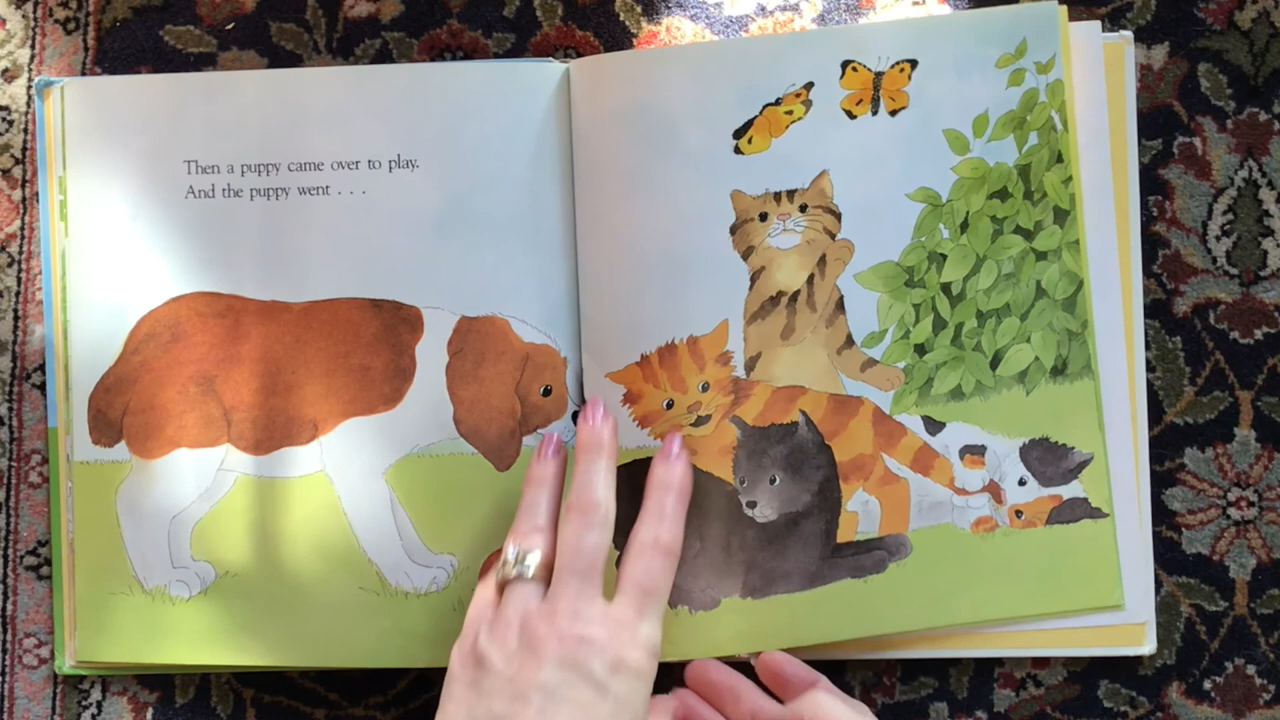 Then a puppy came over to play.
And the puppy went . . .